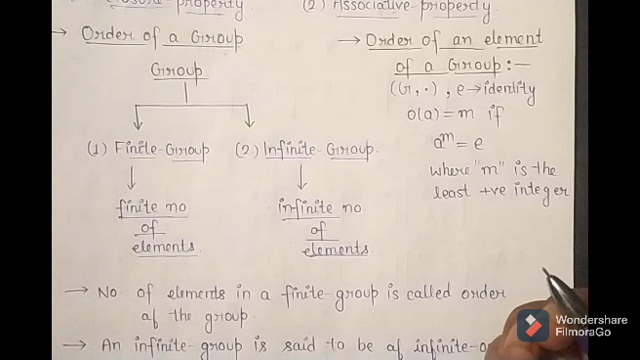 (2) Associative-property.
→ Order of a Group
Group
(1) Finite-Group (2) Infinite-Group.
finite no
of
elements.
infinite no
of
elements
→ Order of an element
of a Group:-
(G, ·), e→identity
o(a) = m if
a^m = e
where "m" is the
least +ve integer
→ No of elements in a finite-group is called order
of the group.
→ An infinite-group is said to be of infinite-o
Wondershare
FilmoraGo